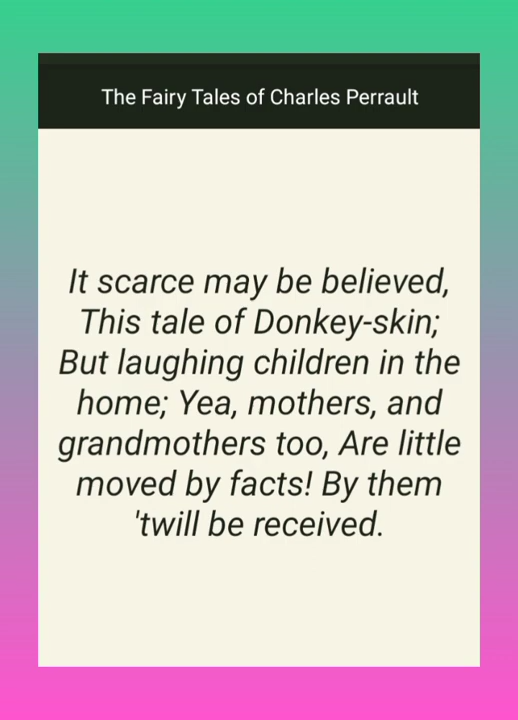 The Fairy Tales of Charles Perrault
It scarce may be believed,
This tale of Donkey-skin;
But laughing children in the
home; Yea, mothers, and
grandmothers too, Are little
moved by facts! By them
'twill be received.